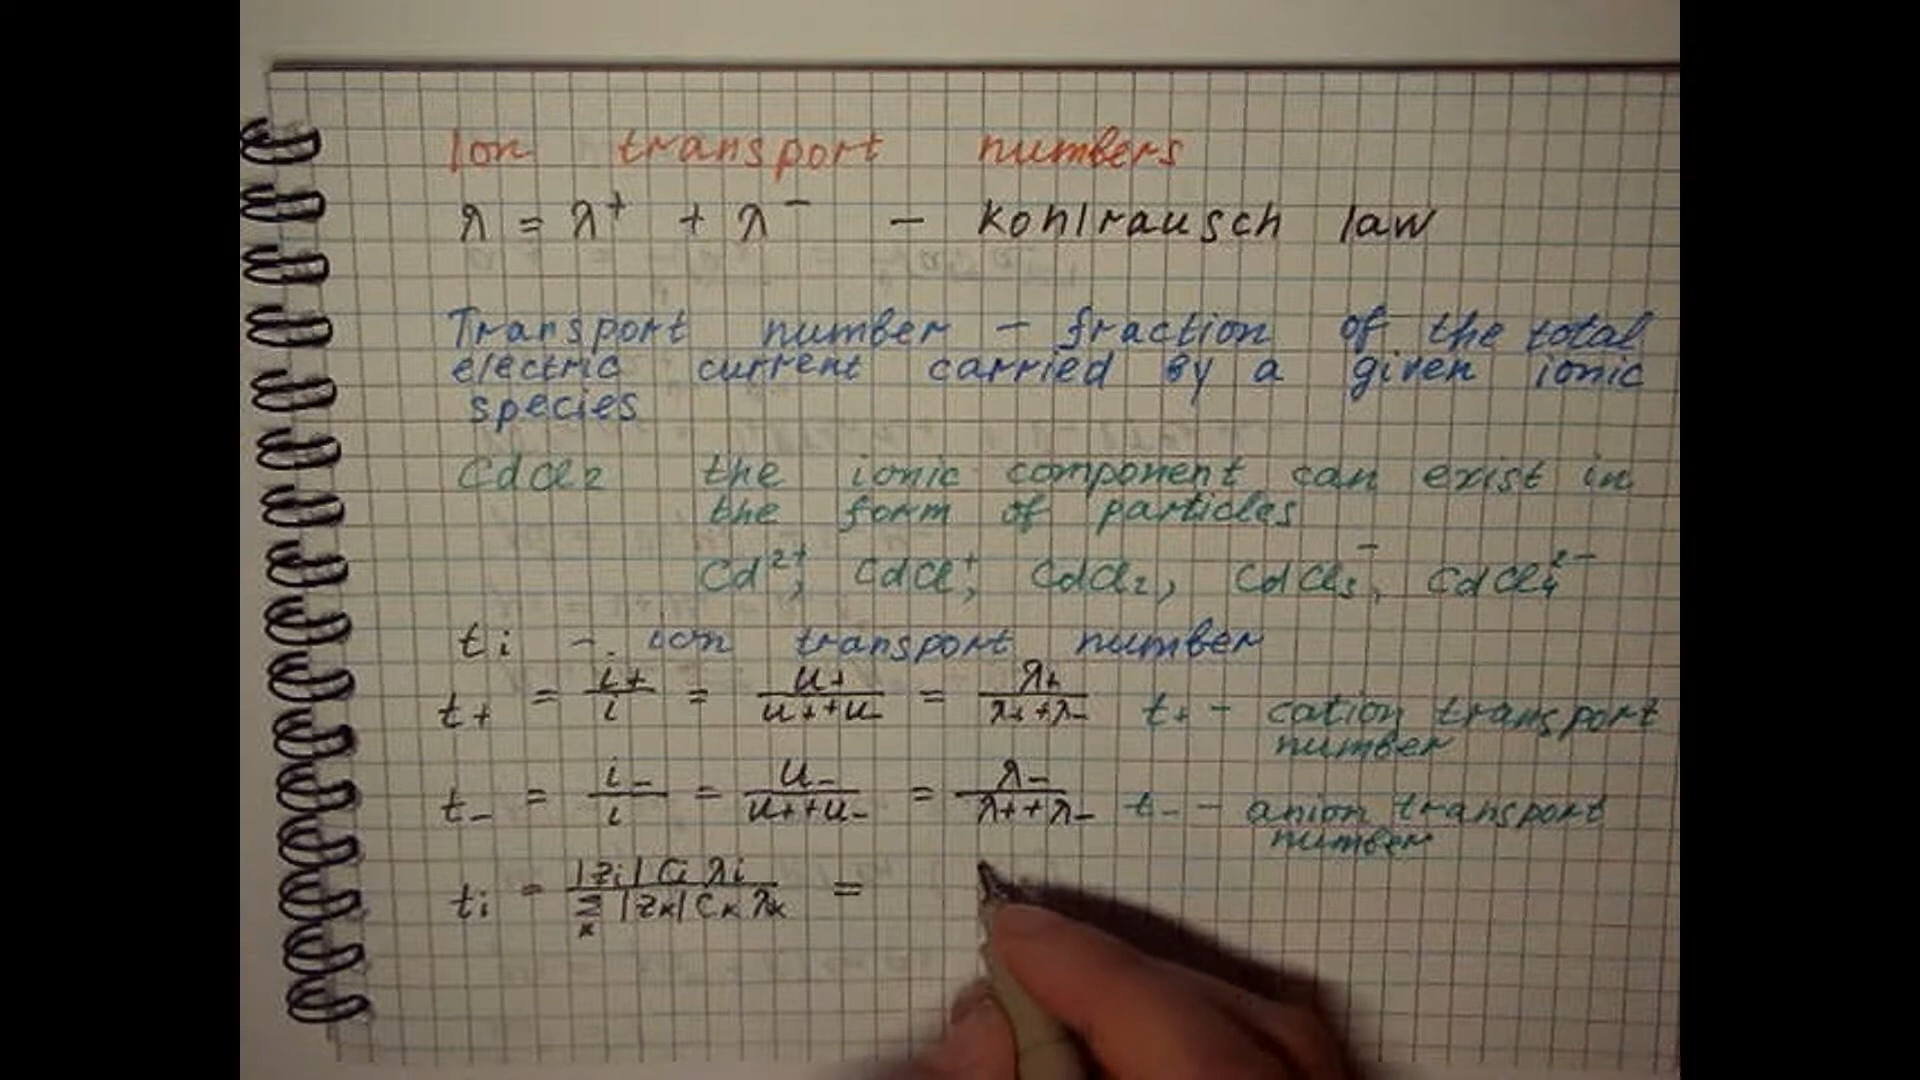 Ion transport numbers
λ = λ⁺ + λ⁻ - Kohlrausch law
Transport number - fraction of the total
electric current carried by a given ionic
species
CdCl₂ the ionic component can exist in
the form of particles
Cd²⁺, CdCl⁺, CdCl₂, CdCl₃⁻, CdCl₄²⁻
ti - ion transport number
t₊ = i₊/i = u₊/(u₊+u₋) = λ₊/(λ₊+λ₋) t₊ - cation transport
number
t₋ = i₋/i = u₋/(u₊+u₋) = λ₋/(λ₊+λ₋) t₋ - anion transport
number
ti = |zi| Ci λi / Σₖ |zₖ| Cₖ λₖ =